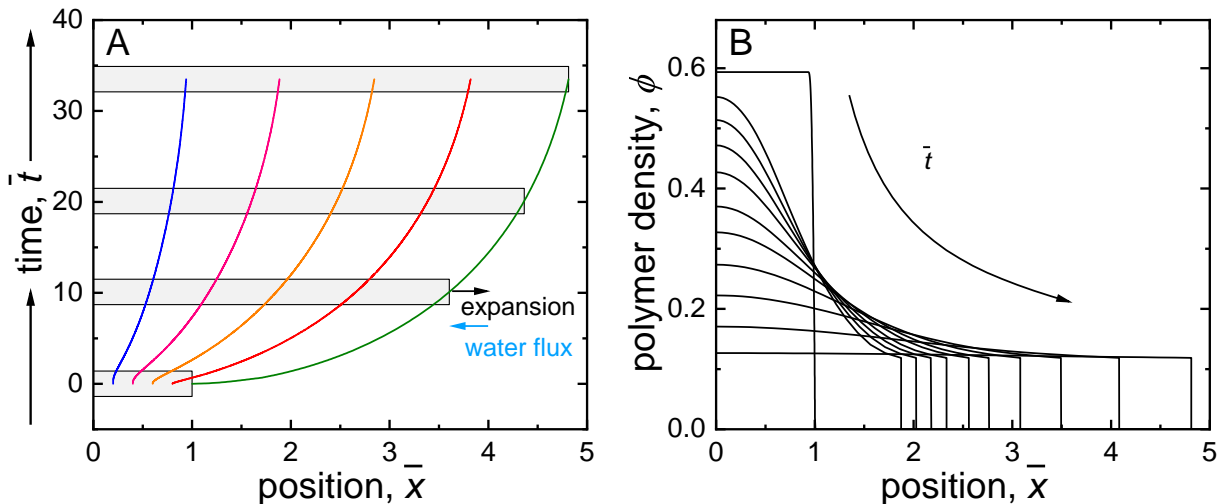 A
40
30
20
10
0
time, t̄
expansion
water flux
0 1 2 3 4 5
position, x̄
B
0.6
0.4
0.2
0.0
polymer density, ϕ
t̄
0 1 2 3 4 5
position, x̄